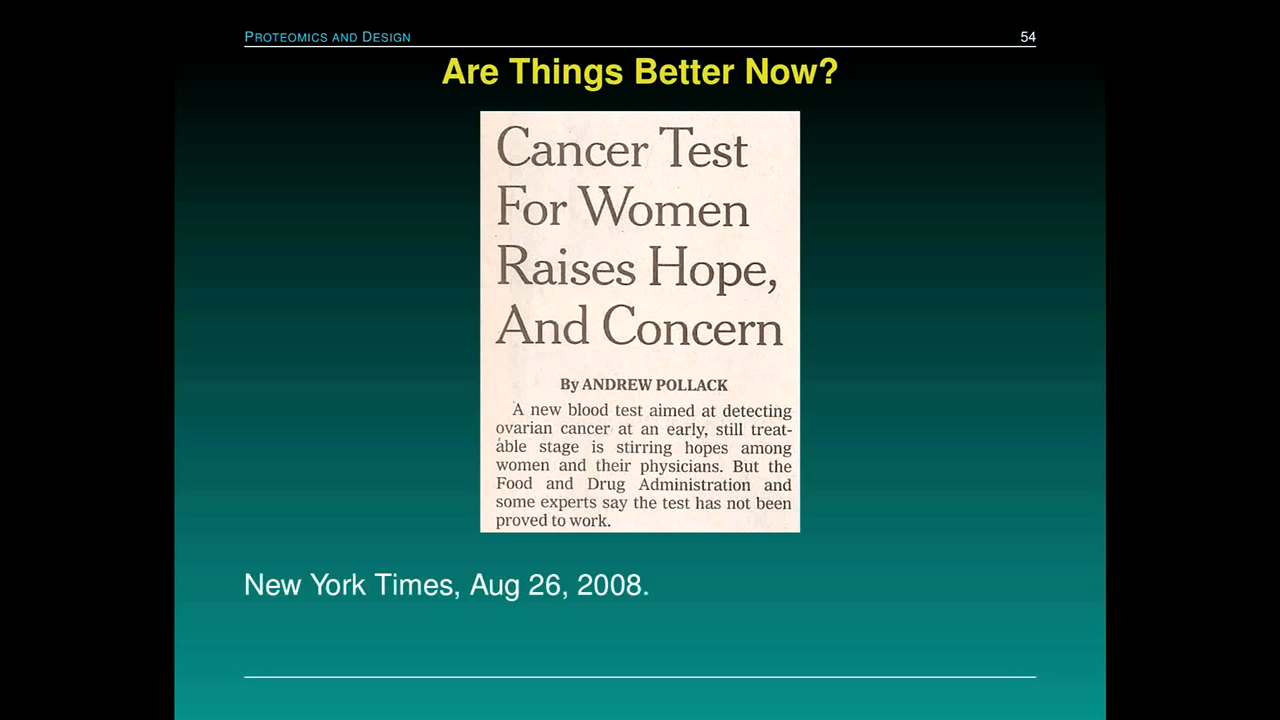 PROTEOMICS AND DESIGN 54
Are Things Better Now?
Cancer Test
For Women
Raises Hope,
And Concern
By ANDREW POLLACK
A new blood test aimed at detecting
ovarian cancer at an early, still treat-
able stage is stirring hopes among
women and their physicians. But the
Food and Drug Administration and
some experts say the test has not been
proved to work.
New York Times, Aug 26, 2008.